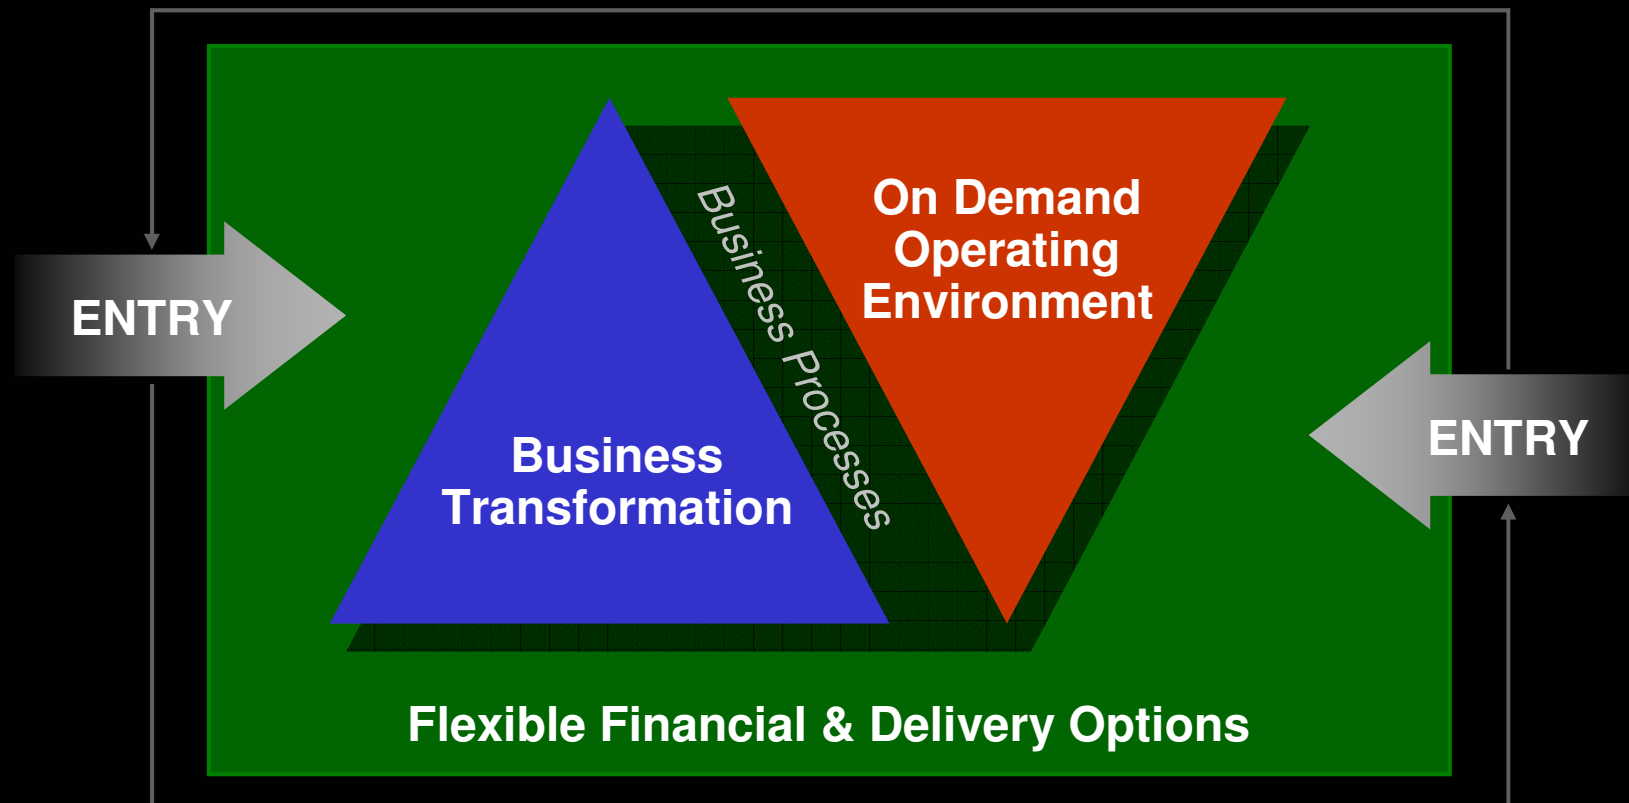 On Demand
Operating
Environment
Business Processes
ENTRY
ENTRY
Business
Transformation
Flexible Financial & Delivery Options